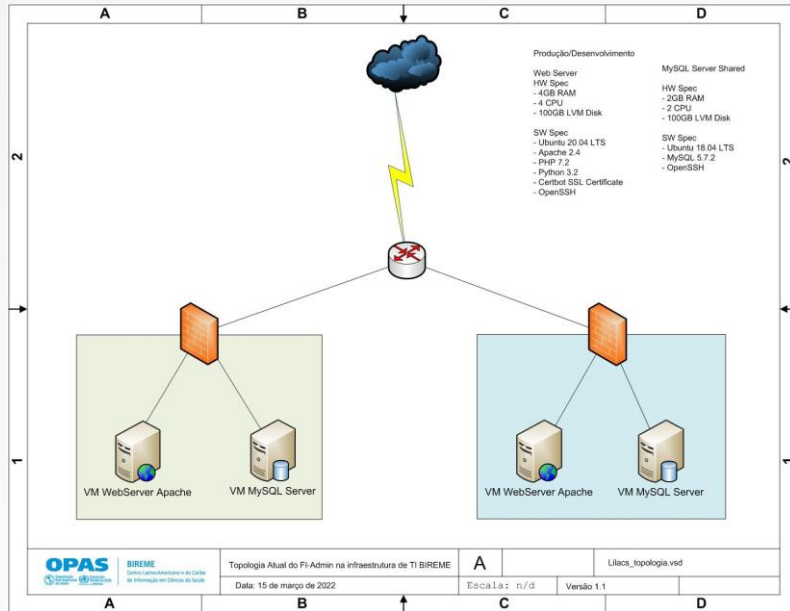 A B C D
Produção/Desenvolvimento
Web Server
HW Spec
- 4GB RAM
- 4 CPU
- 100GB LVM Disk
SW Spec
- Ubuntu 20.04 LTS
- Apache 2.4
- PHP 7.2
- Python 3.2
- Certbot SSL Certificate
- OpenSSH
MySQL Server Shared
HW Spec
- 2GB RAM
- 2 CPU
- 100GB LVM Disk
SW Spec
- Ubuntu 18.04 LTS
- MySQL 5.7.2
- OpenSSH
2 2
1 1
VM WebServer Apache
VM MySQL Server
VM WebServer Apache
VM MySQL Server
OPAS
BIREME
Centro Latino-Americano e do Caribe
de Informação em Ciências da Saúde
Topologia Atual do FI-Admin na infraestrutura de TI BIREME
A
Lilacs_topologia.vsd
Data: 15 de março de 2022
Escala: n/d
Versão 1.1
A B C D